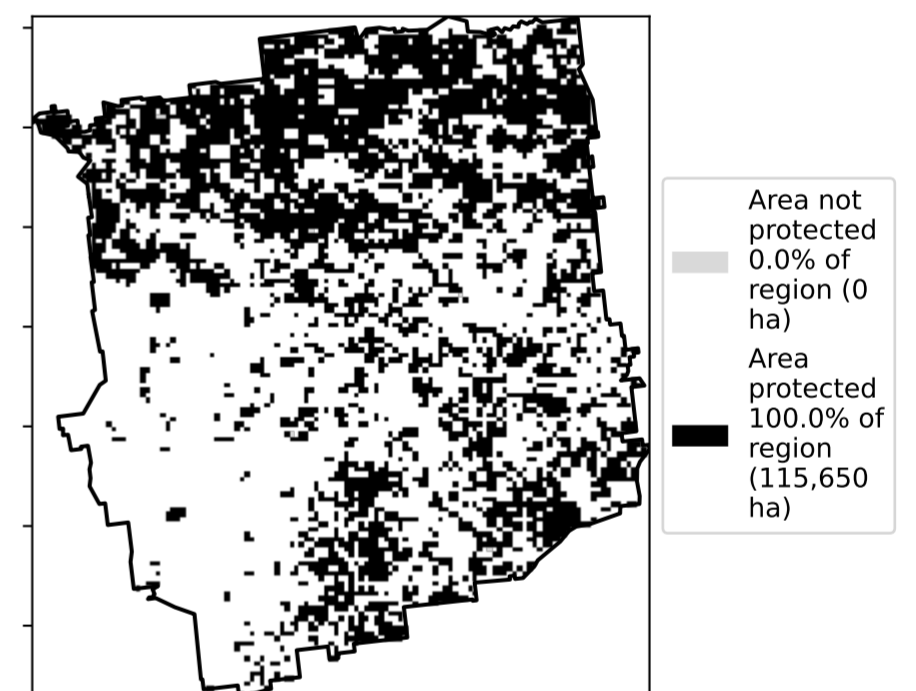 Area not
protected
0.0% of
region (0
ha)
Area
protected
100.0% of
region
(115,650
ha)